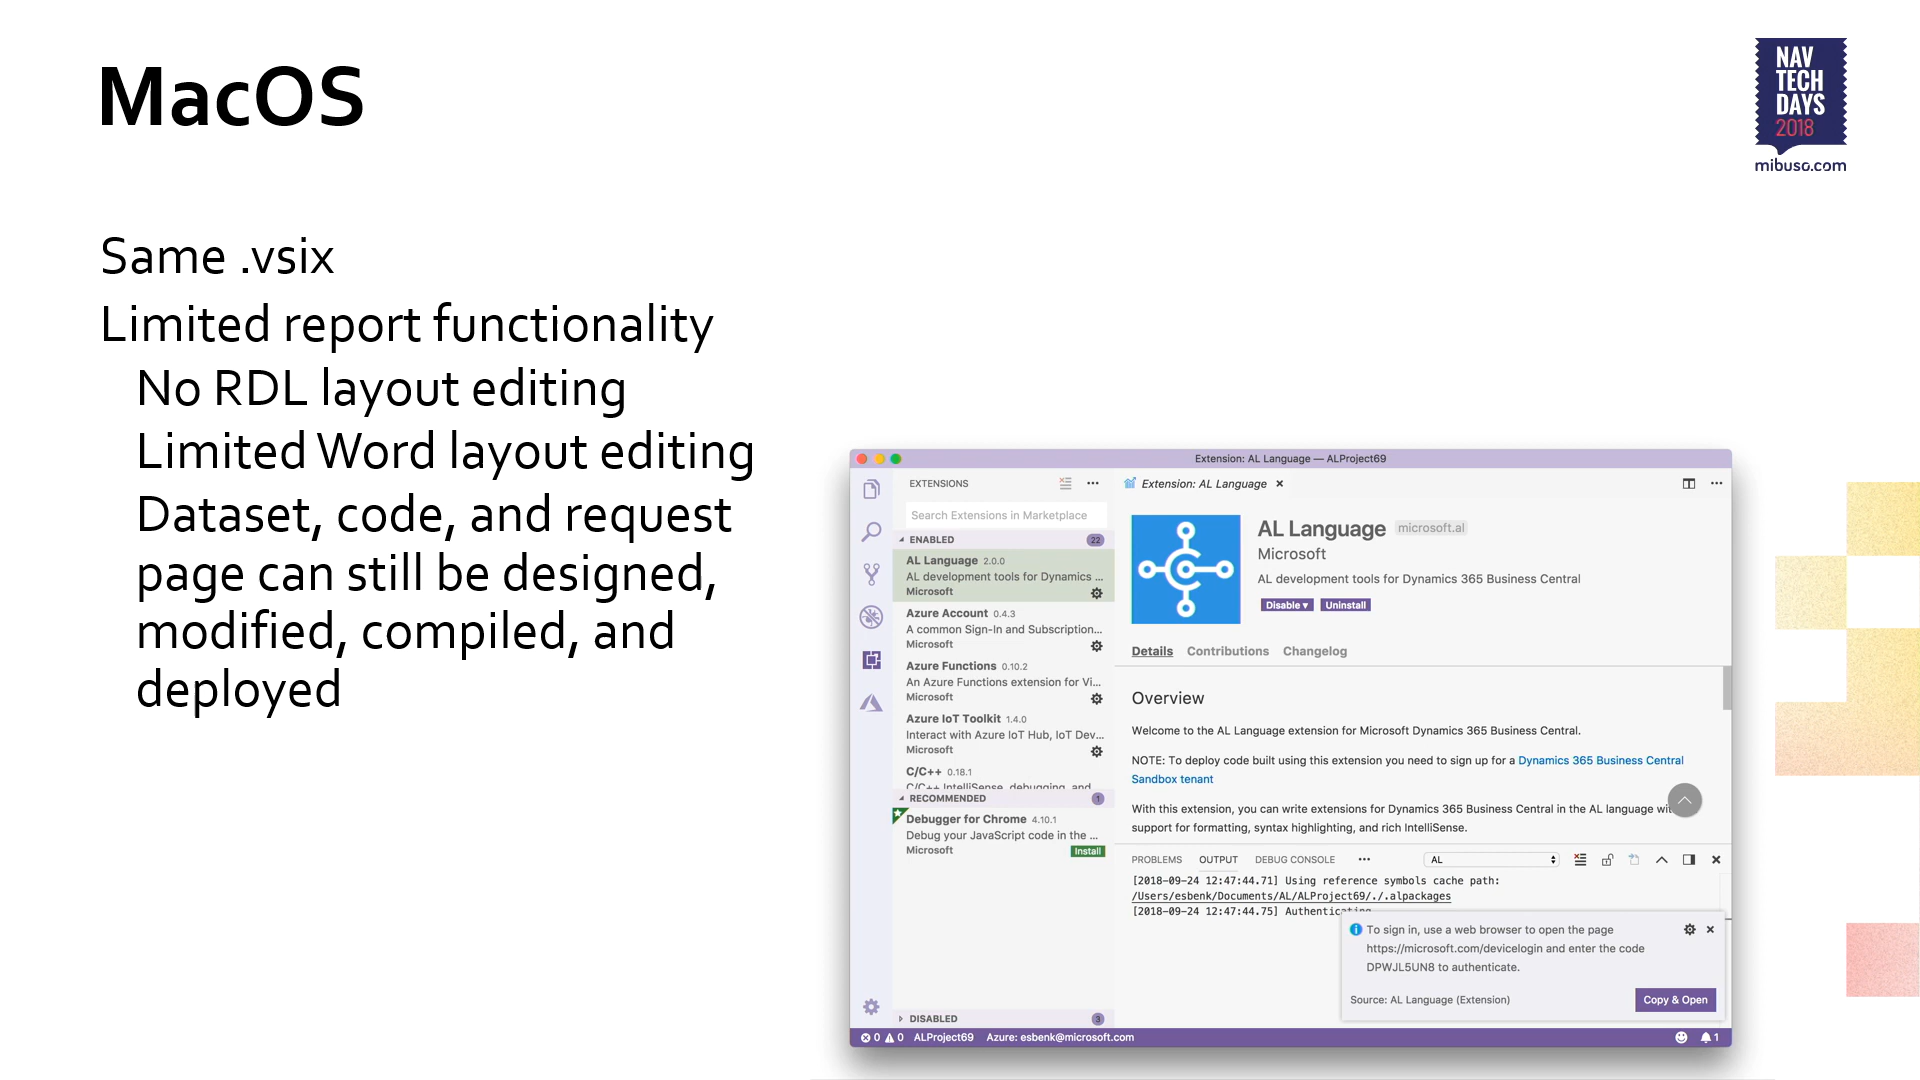 MacOS
NAV
TECH
DAYS
2018
mibuso.com
Same .vsix
Limited report functionality
No RDL layout editing
Limited Word layout editing
Dataset, code, and request
page can still be designed,
modified, compiled, and
deployed
Extension: AL Language — ALProject69
EXTENSIONS
Search Extensions in Marketplace
ENABLED 22
AL Language 2.0.0
AL development tools for Dynamics ...
Microsoft
Azure Account 0.4.3
A common Sign-In and Subscription...
Microsoft
Azure Functions 0.10.2
An Azure Functions extension for Vi...
Microsoft
Azure IoT Toolkit 1.4.0
Interact with Azure IoT Hub, IoT Dev...
Microsoft
C/C++ 0.18.1
C/C++ IntelliSense, debugging, and
RECOMMENDED 1
Debugger for Chrome 4.10.1
Debug your JavaScript code in the ...
Microsoft Install
DISABLED 3
Extension: AL Language
AL Language microsoft.al
Microsoft
AL development tools for Dynamics 365 Business Central
Disable Uninstall
Details Contributions Changelog
Overview
Welcome to the AL Language extension for Microsoft Dynamics 365 Business Central.
NOTE: To deploy code built using this extension you need to sign up for a Dynamics 365 Business Central
Sandbox tenant
With this extension, you can write extensions for Dynamics 365 Business Central in the AL language
support for formatting, syntax highlighting, and rich IntelliSense.
PROBLEMS OUTPUT DEBUG CONSOLE ... AL
[2018-09-24 12:47:44.71] Using reference symbols cache path:
/Users/esbenk/Documents/AL/ALProject69/./.alpackages
[2018-09-24 12:47:44.75] Authenticating
To sign in, use a web browser to open the page
https://microsoft.com/devicelogin and enter the code
DPWJL5UN8 to authenticate.
Source: AL Language (Extension) Copy & Open
0 0 ALProject69 Azure: esbenk@microsoft.com 1